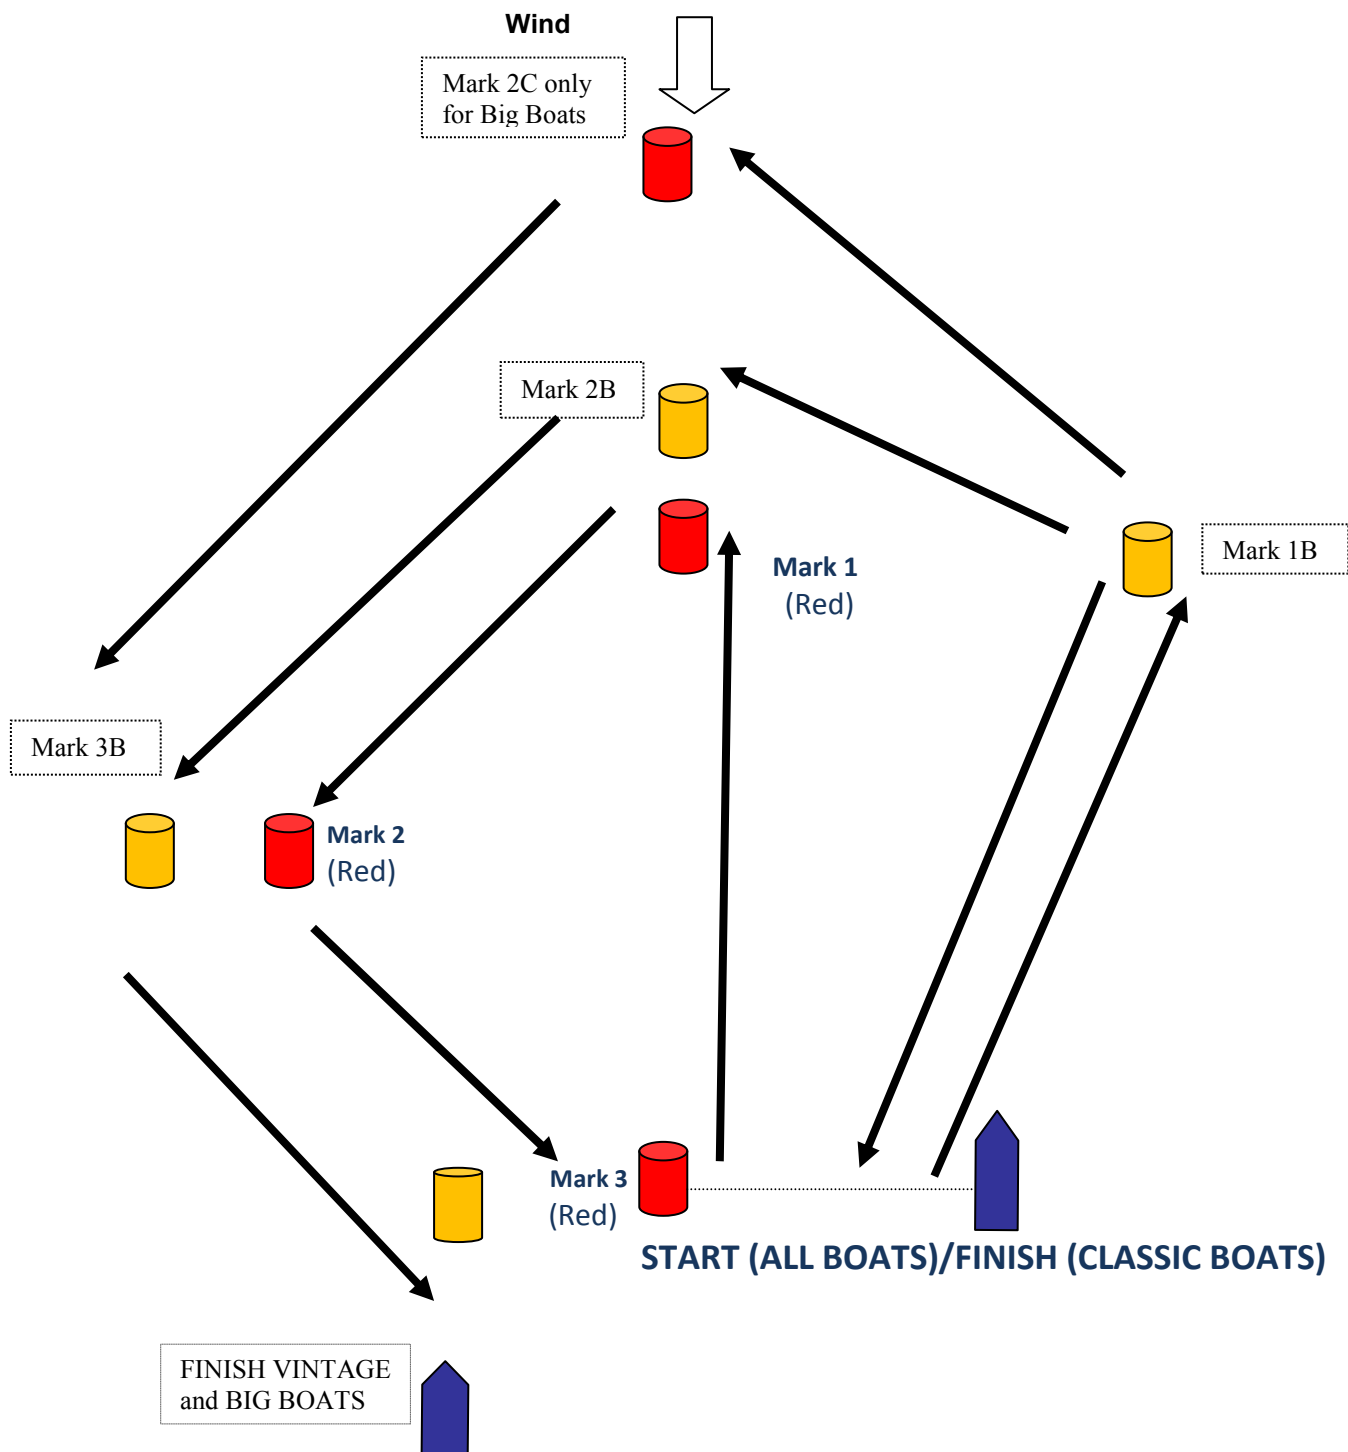 Wind
Mark 2C only
for Big Boats
Mark 2B
Mark 1B
Mark 1
(Red)
Mark 3B
Mark 2
(Red)
Mark 3
(Red)
START (ALL BOATS)/FINISH (CLASSIC BOATS)
FINISH VINTAGE
and BIG BOATS